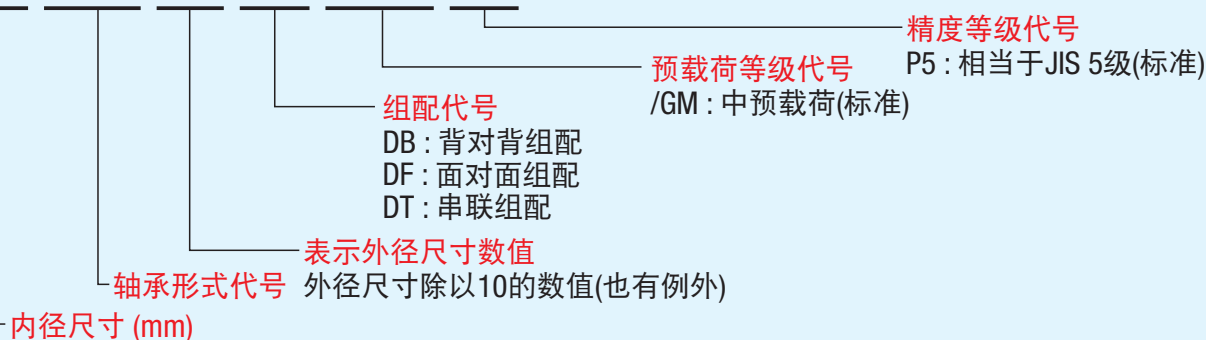 精度等级代号
P5 : 相当于JIS 5级(标准)
预载荷等级代号
/GM : 中预载荷(标准)
组配代号
DB : 背对背组配
DF : 面对面组配
DT : 串联组配
表示外径尺寸数值
外径尺寸除以10的数值(也有例外)
轴承形式代号
内径尺寸 (mm)